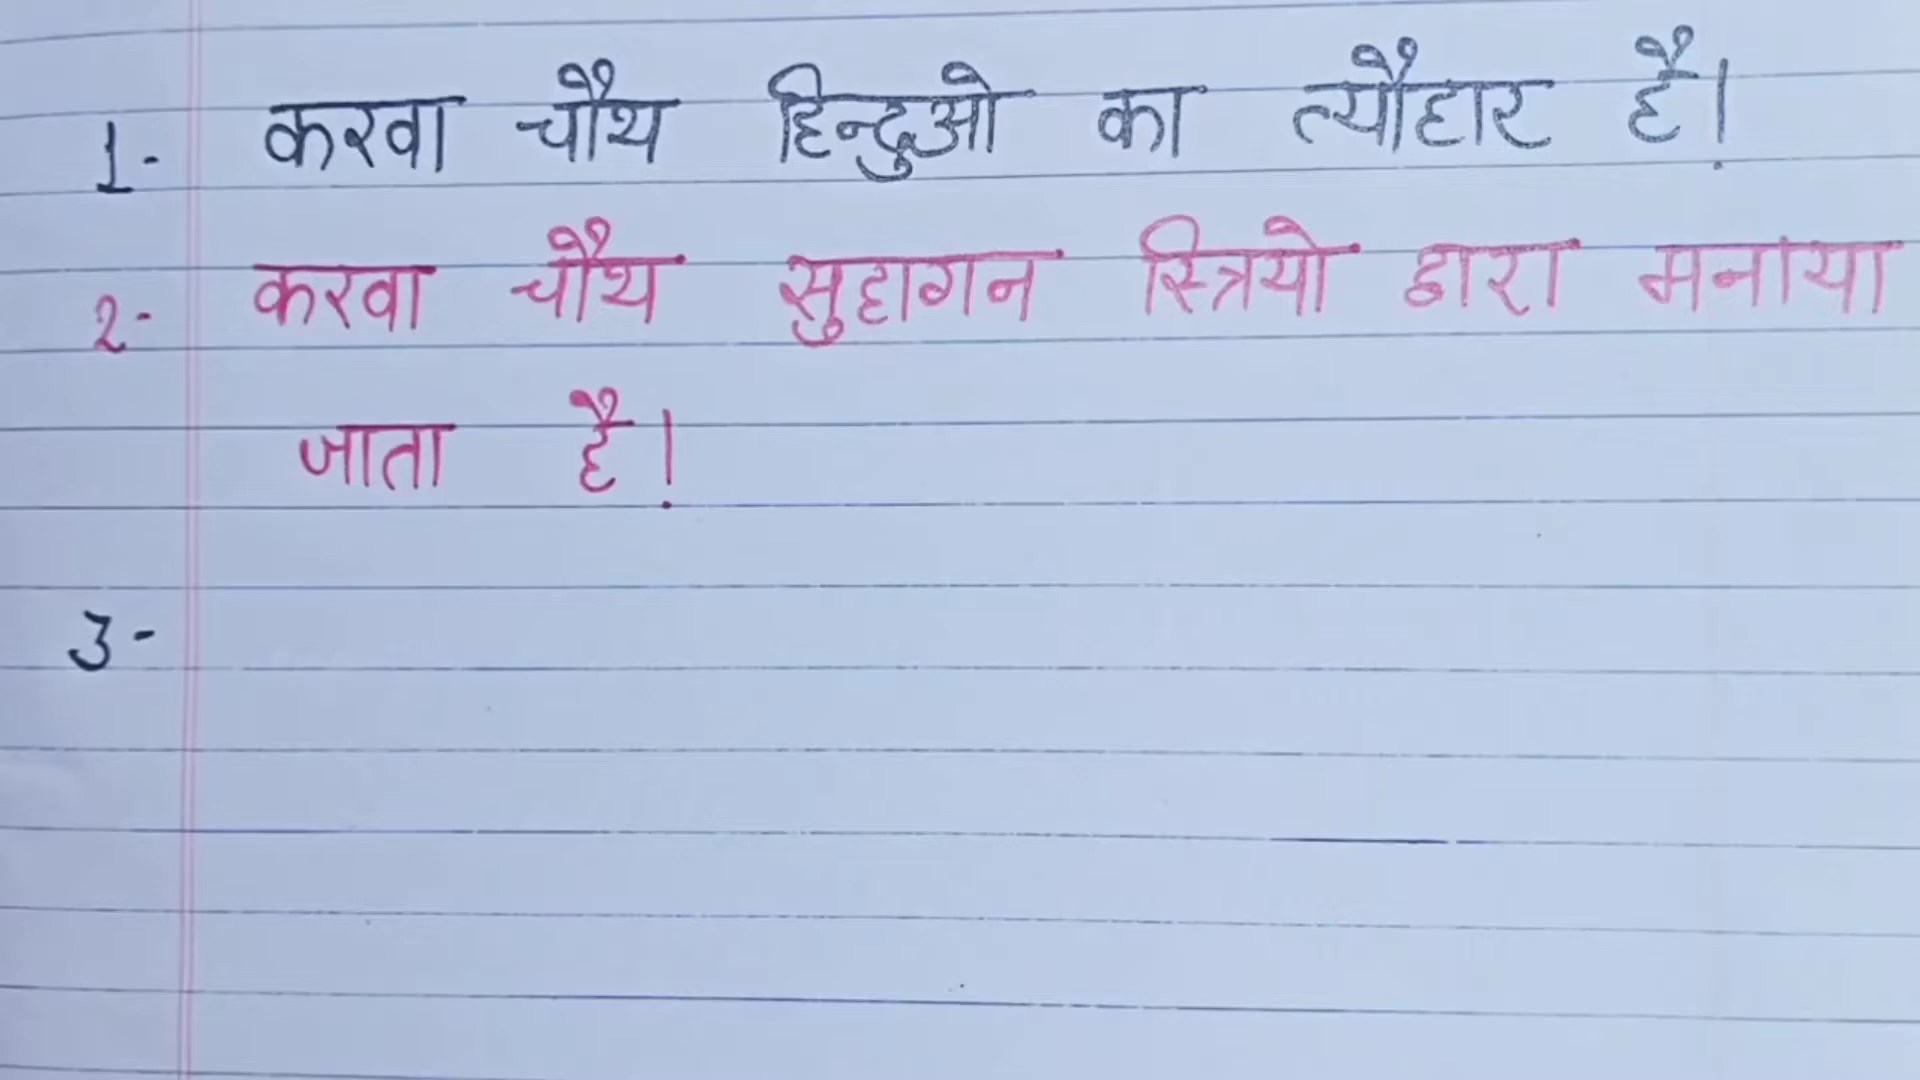 1- करवा चौथ हिन्दुओ का त्यौहार है।
2- करवा चौथ सुहागन स्त्रियो द्वारा मनाया
जाता है।
3-